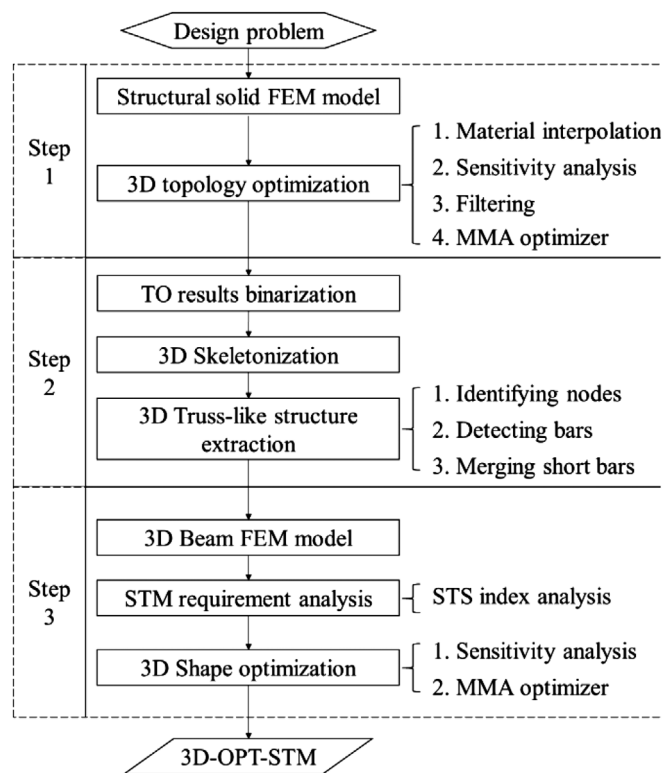 Design problem
Step
1
Structural solid FEM model
3D topology optimization
1. Material interpolation
2. Sensitivity analysis
3. Filtering
4. MMA optimizer
Step
2
TO results binarization
3D Skeletonization
3D Truss-like structure
extraction
1. Identifying nodes
2. Detecting bars
3. Merging short bars
Step
3
3D Beam FEM model
STM requirement analysis
STS index analysis
3D Shape optimization
1. Sensitivity analysis
2. MMA optimizer
3D-OPT-STM